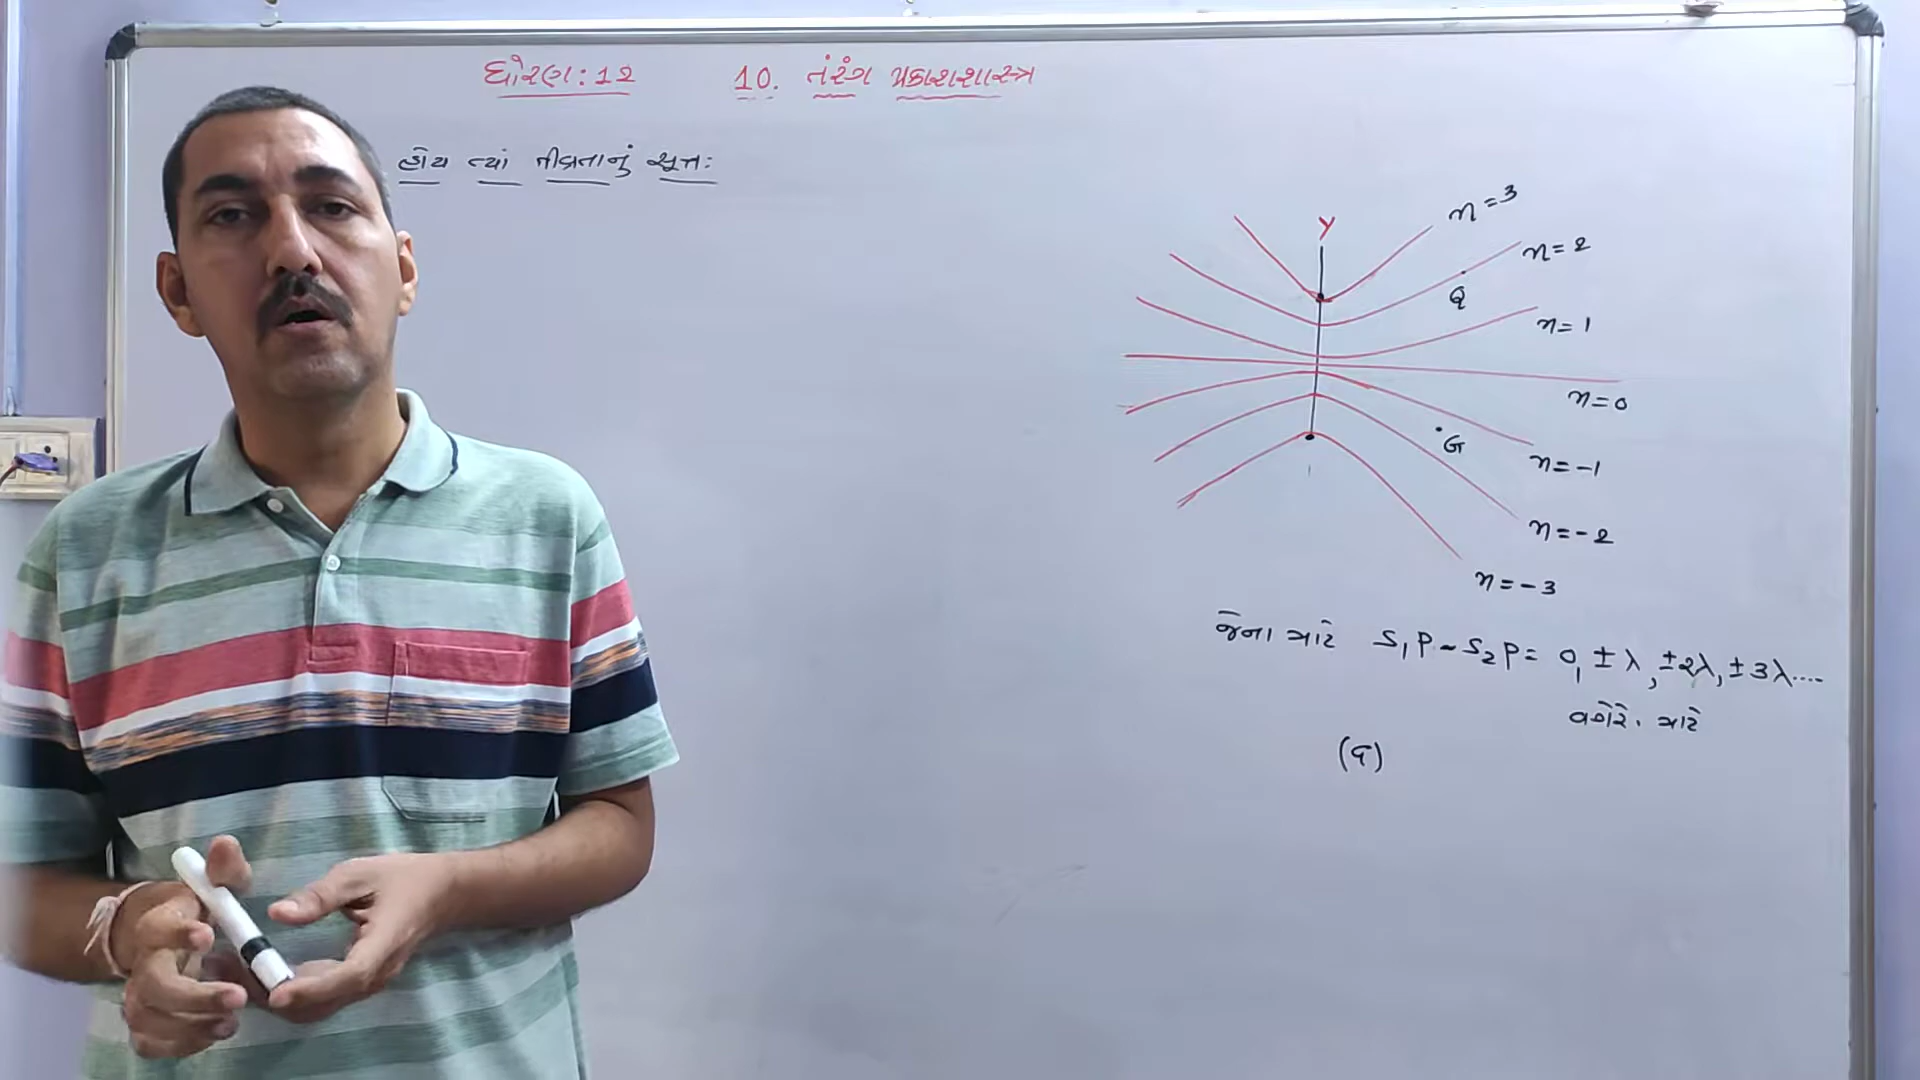 ધોરણ : ૧૨ 10. તરંગ પ્રકાશશાસ્ત્ર
હોય ત્યાં તીવ્રતાનું સૂત્ર :
Y
n = 3
n = 2
Q
n = 1
n = 0
G
n = -1
n = -2
n = -3
જેના માટે S₁P ~ S₂P = 0, ±λ, ±2λ, ±3λ....
વગેરે. માટે
(વ)